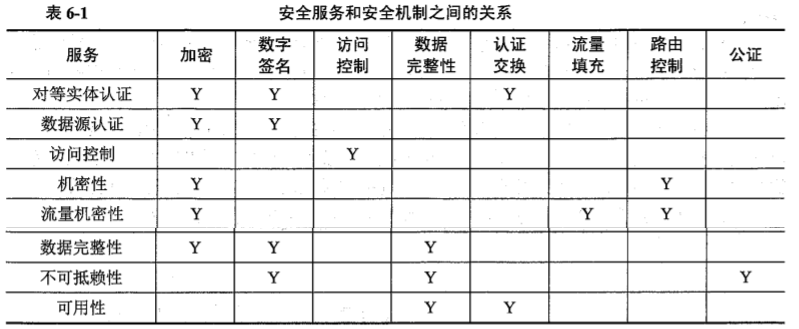 表 6-1 安全服务和安全机制之间的关系
服务 加密 数字签名 访问控制 数据完整性 认证交换 流量填充 路由控制 公证
对等实体认证 Y Y Y
数据源认证 Y Y
访问控制 Y
机密性 Y Y
流量机密性 Y Y Y
数据完整性 Y Y Y
不可抵赖性 Y Y Y
可用性 Y Y